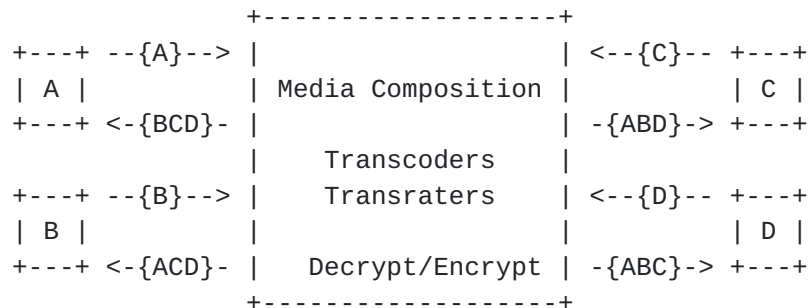 +-------------------+
+---+ --{A}--> |                   | <--{C}-- +---+
| A |          | Media Composition |          | C |
+---+ <-{BCD}- |                   | -{ABD}-> +---+
               |    Transcoders    |
+---+ --{B}--> |    Transraters    | <--{D}-- +---+
| B |          |                   |          | D |
+---+ <-{ACD}- |   Decrypt/Encrypt | -{ABC}-> +---+
               +-------------------+